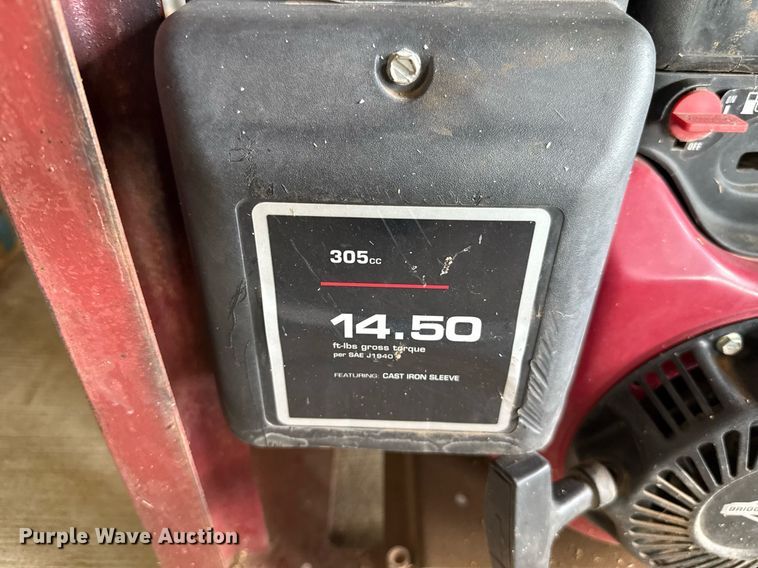 305cc
14.50
ft-lbs gross torque
per SAE J1940
FEATURING: CAST IRON SLEEVE
OFF
Purple Wave Auction®